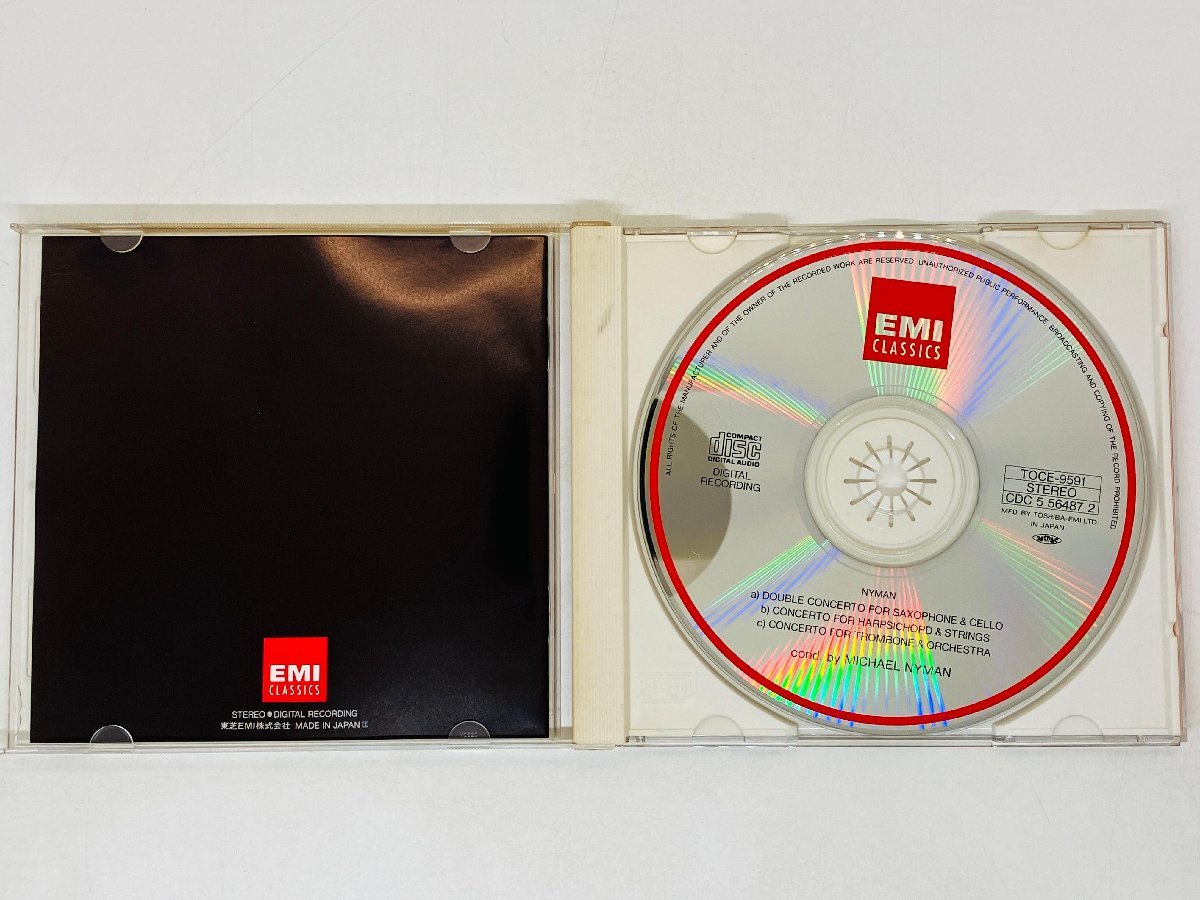 EMI
CLASSICS
STEREO ● DIGITAL RECORDING
東芝EMI株式会社 MADE IN JAPAN
ALL RIGHTS OF THE MANUFACTURER AND OF THE OWNER OF THE RECORDED WORK ARE RESERVED. UNAUTHORIZED PUBLIC PERFORMANCE, BROADCASTING AND COPYING OF THE RECORD PROHIBITED
EMI
CLASSICS
COMPACT
disc
DIGITAL AUDIO
DIGITAL
RECORDING
TOCE-9591
STEREO
CDC 5 56487 2
MFD BY TOSHIBA-EMI LTD.
IN JAPAN
NYMAN
a) DOUBLE CONCERTO FOR SAXOPHONE & CELLO
b) CONCERTO FOR HARPSICHORD & STRINGS
c) CONCERTO FOR TROMBONE & ORCHESTRA
cond. by MICHAEL NYMAN